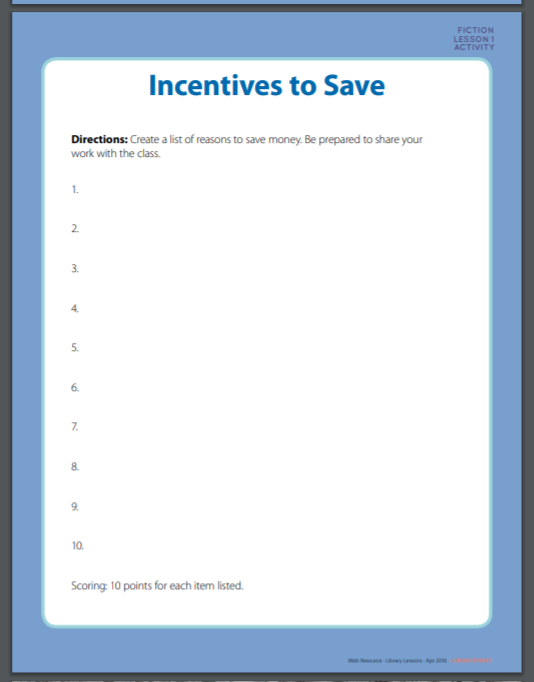 FICTION
LESSON 1
ACTIVITY
Incentives to Save
Directions: Create a list of reasons to save money. Be prepared to share your
work with the class.
1.
2.
3.
4.
5.
6.
7.
8.
9.
10.
Scoring: 10 points for each item listed.
Web Resource · Library Lessons · Apr 2016